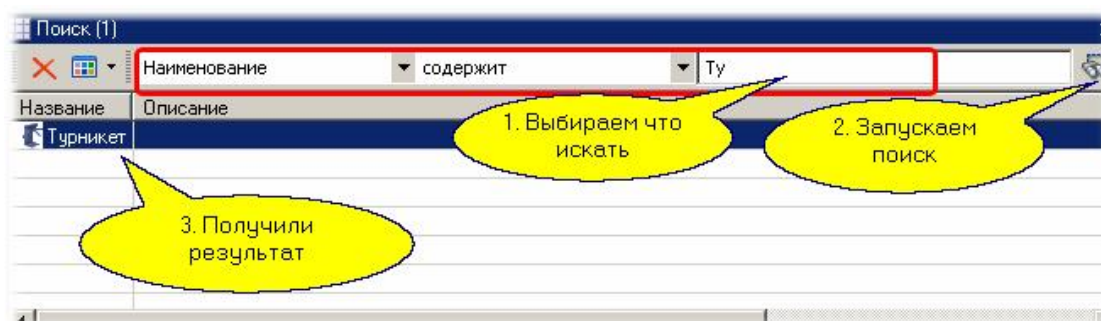 Поиск (1)
Наименование содержит Ту
Название Описание
Турникет
1. Выбираем что
искать
2. Запускаем
поиск
3. Получили
результат